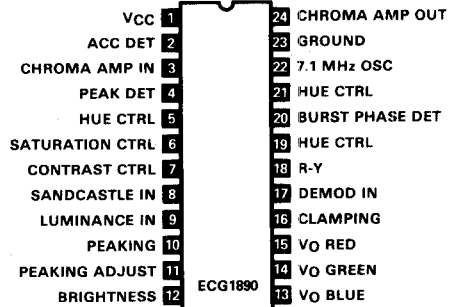 VCC 1
ACC DET 2
CHROMA AMP IN 3
PEAK DET 4
HUE CTRL 5
SATURATION CTRL 6
CONTRAST CTRL 7
SANDCASTLE IN 8
LUMINANCE IN 9
PEAKING 10
PEAKING ADJUST 11
BRIGHTNESS 12
ECG1890
24 CHROMA AMP OUT
23 GROUND
22 7.1 MHz OSC
21 HUE CTRL
20 BURST PHASE DET
19 HUE CTRL
18 R-Y
17 DEMOD IN
16 CLAMPING
15 VO RED
14 VO GREEN
13 VO BLUE